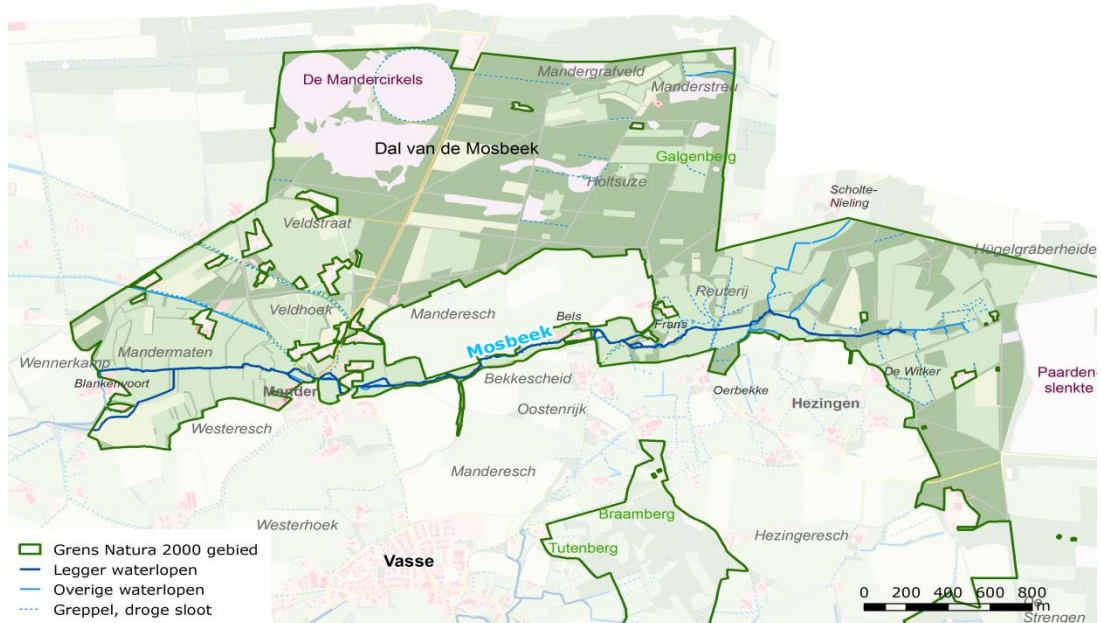 De Mandercirkels
Mandergrafveld
Manderstreu
Dal van de Mosbeek
Galgenberg
Holtsuze
Scholte-
Nieling
Veldstraat
Hügelgräberheide
Reuterij
Veldhoek
Manderesch
Bels
Frans
Mosbeek
Wennerkamp
Mandermaten
Blankenvoort
Mander
Bekkescheid
De Witker
Paarden-
slenkte
Oerbekke
Hezingen
Oostenrijk
Westeresch
Manderesch
Braamberg
Westerhoek
Hezingeresch
Tutenberg
Vasse
Grens Natura 2000 gebied
Legger waterlopen
Overige waterlopen
Greppel, droge sloot
0 200 400 600 800
m
De
Strengen